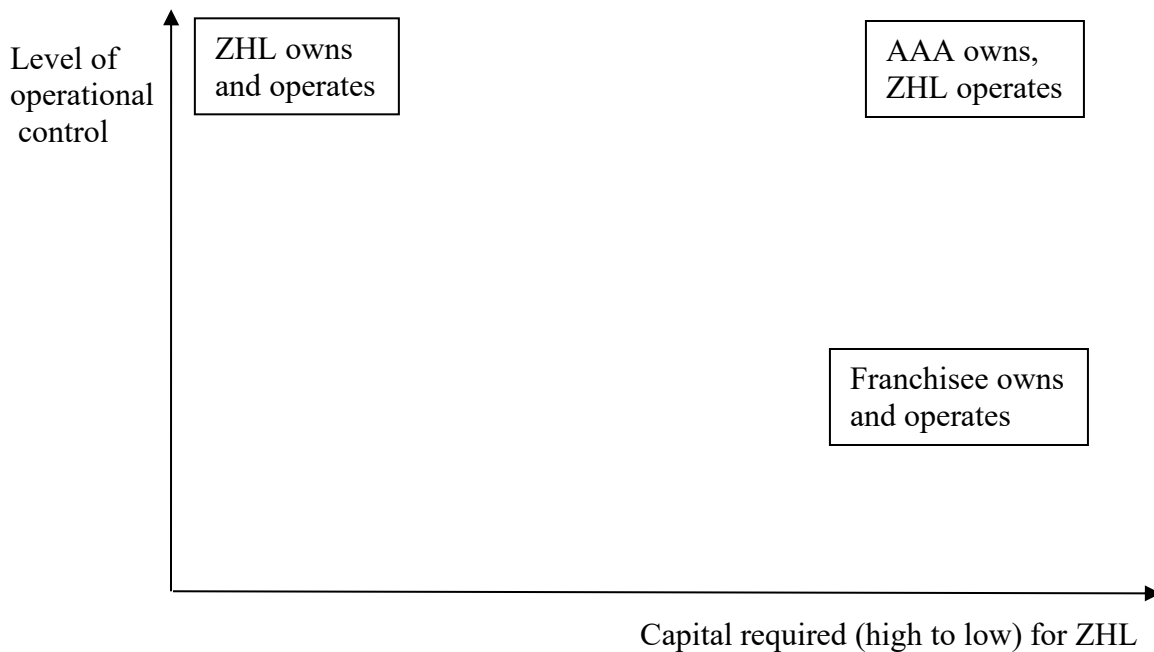 Level of
operational
control
ZHL owns
and operates
AAA owns,
ZHL operates
Franchisee owns
and operates
Capital required (high to low) for ZHL